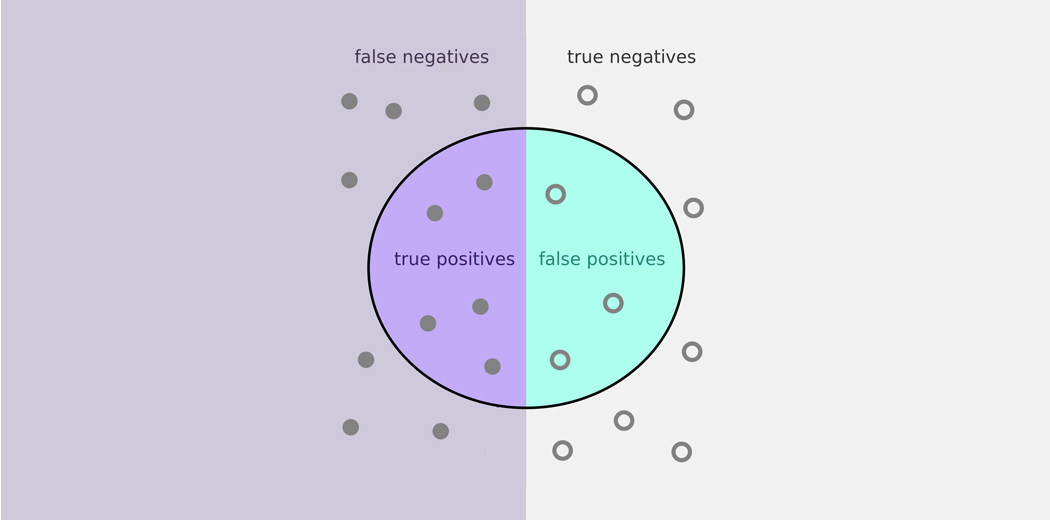 false negatives
true negatives
true positives
false positives